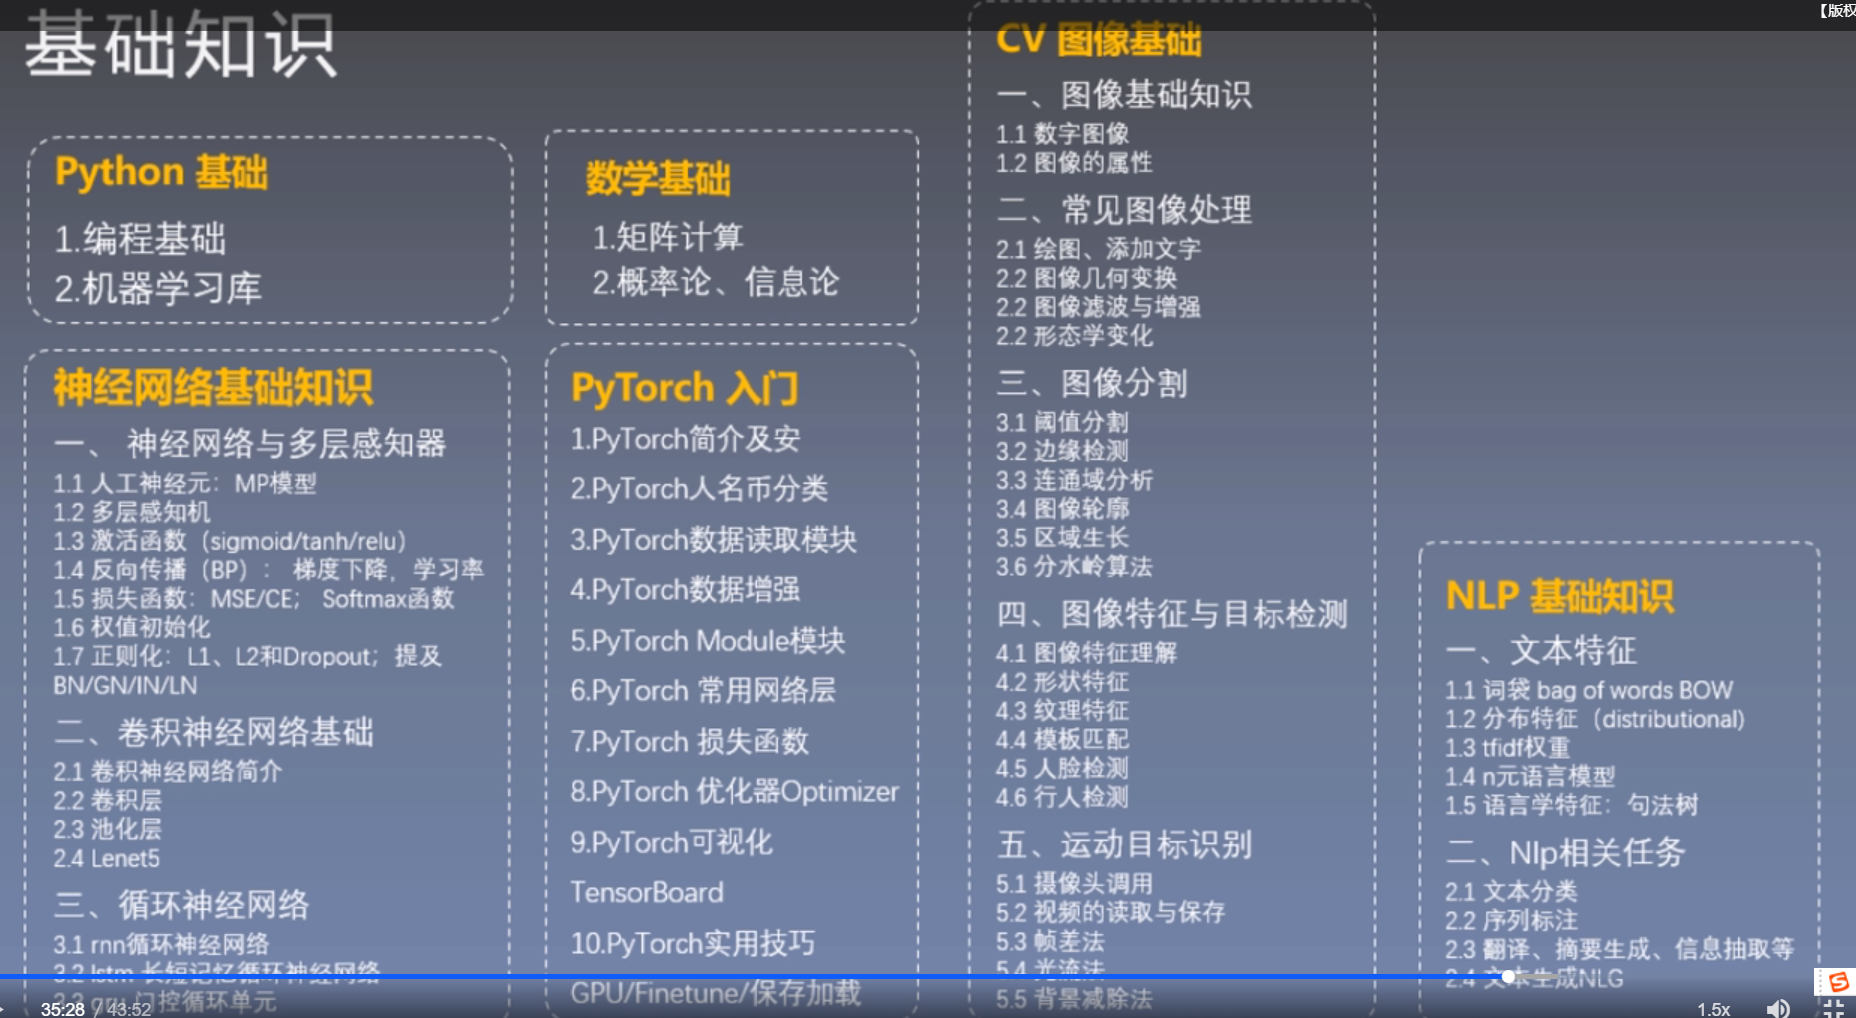 【版权
基础知识
Python 基础
1.编程基础
2.机器学习库
数学基础
1.矩阵计算
2.概率论、信息论
神经网络基础知识
一、 神经网络与多层感知器
1.1 人工神经元：MP模型
1.2 多层感知机
1.3 激活函数（sigmoid/tanh/relu）
1.4 反向传播（BP）： 梯度下降，学习率
1.5 损失函数：MSE/CE； Softmax函数
1.6 权值初始化
1.7 正则化：L1、L2和Dropout；提及
BN/GN/IN/LN
二、卷积神经网络基础
2.1 卷积神经网络简介
2.2 卷积层
2.3 池化层
2.4 Lenet5
三、循环神经网络
3.1 rnn循环神经网络
3.2 lstm 长短记忆循环神经网络
3.3 gru 门控循环单元
PyTorch 入门
1.PyTorch简介及安
2.PyTorch人名币分类
3.PyTorch数据读取模块
4.PyTorch数据增强
5.PyTorch Module模块
6.PyTorch 常用网络层
7.PyTorch 损失函数
8.PyTorch 优化器Optimizer
9.PyTorch可视化
TensorBoard
10.PyTorch实用技巧
GPU/Finetune/保存加载
CV 图像基础
一、图像基础知识
1.1 数字图像
1.2 图像的属性
二、常见图像处理
2.1 绘图、添加文字
2.2 图像几何变换
2.2 图像滤波与增强
2.2 形态学变化
三、图像分割
3.1 阈值分割
3.2 边缘检测
3.3 连通域分析
3.4 图像轮廓
3.5 区域生长
3.6 分水岭算法
四、图像特征与目标检测
4.1 图像特征理解
4.2 形状特征
4.3 纹理特征
4.4 模板匹配
4.5 人脸检测
4.6 行人检测
五、运动目标识别
5.1 摄像头调用
5.2 视频的读取与保存
5.3 帧差法
5.4 光流法
5.5 背景减除法
NLP 基础知识
一、文本特征
1.1 词袋 bag of words BOW
1.2 分布特征（distributional)
1.3 tfidf权重
1.4 n元语言模型
1.5 语言学特征：句法树
二、Nlp相关任务
2.1 文本分类
2.2 序列标注
2.3 翻译、摘要生成、信息抽取等
2.4 文本生成NLG
35:28 / 43:52
1.5x